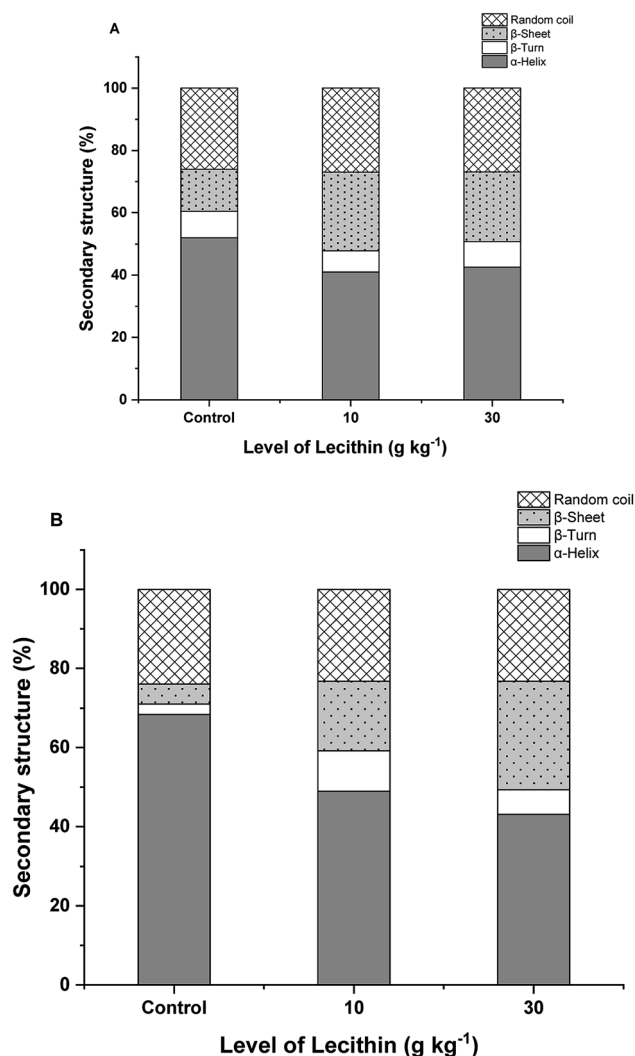 A
Random coil
β-Sheet
β-Turn
α-Helix
100
80
60
40
20
0
Secondary structure (%)
Control 10 30
Level of Lecithin (g kg⁻¹)
B
Random coil
β-Sheet
β-Turn
α-Helix
100
80
60
40
20
0
Secondary structure (%)
Control 10 30
Level of Lecithin (g kg⁻¹)